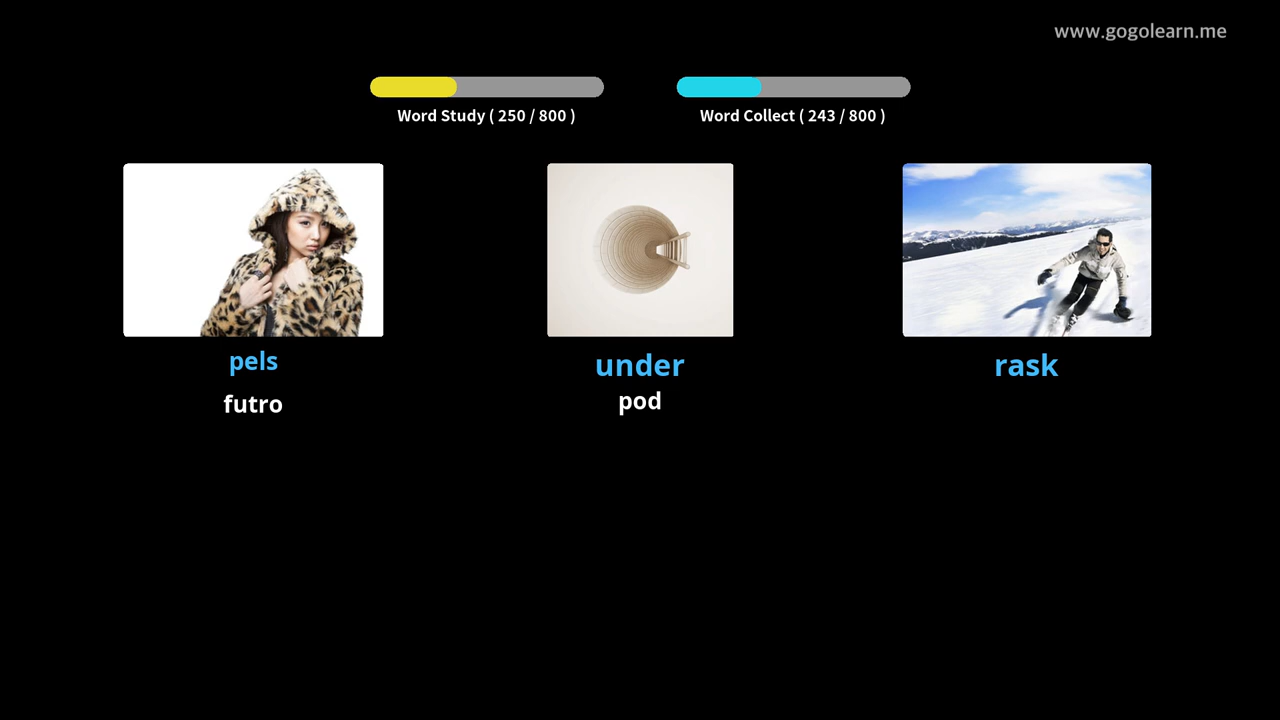 www.gogolearn.me
Word Study ( 250 / 800 )
Word Collect ( 243 / 800 )
pels
futro
under
pod
rask